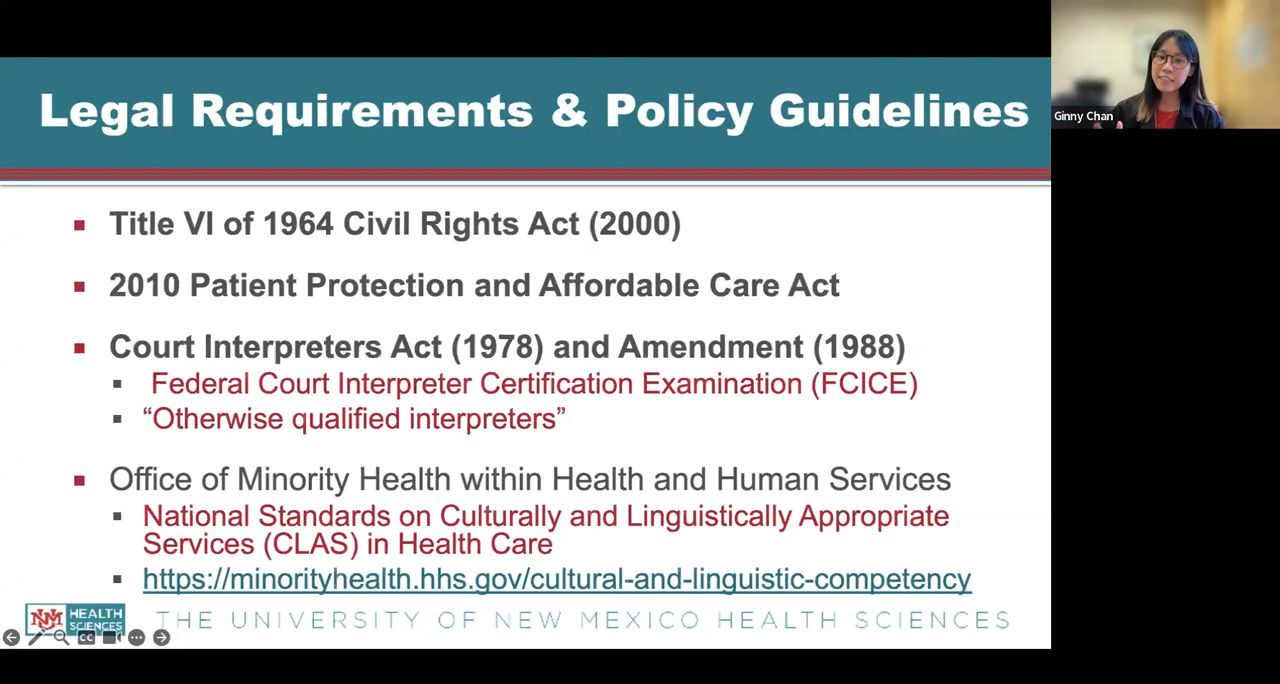 Legal Requirements & Policy Guidelines
Ginny Chan
Title VI of 1964 Civil Rights Act (2000)
2010 Patient Protection and Affordable Care Act
Court Interpreters Act (1978) and Amendment (1988)
Federal Court Interpreter Certification Examination (FCICE)
“Otherwise qualified interpreters”
Office of Minority Health within Health and Human Services
National Standards on Culturally and Linguistically Appropriate
Services (CLAS) in Health Care
https://minorityhealth.hhs.gov/cultural-and-linguistic-competency
UNM HEALTH
SCIENCES
THE UNIVERSITY OF NEW MEXICO HEALTH SCIENCES
CC